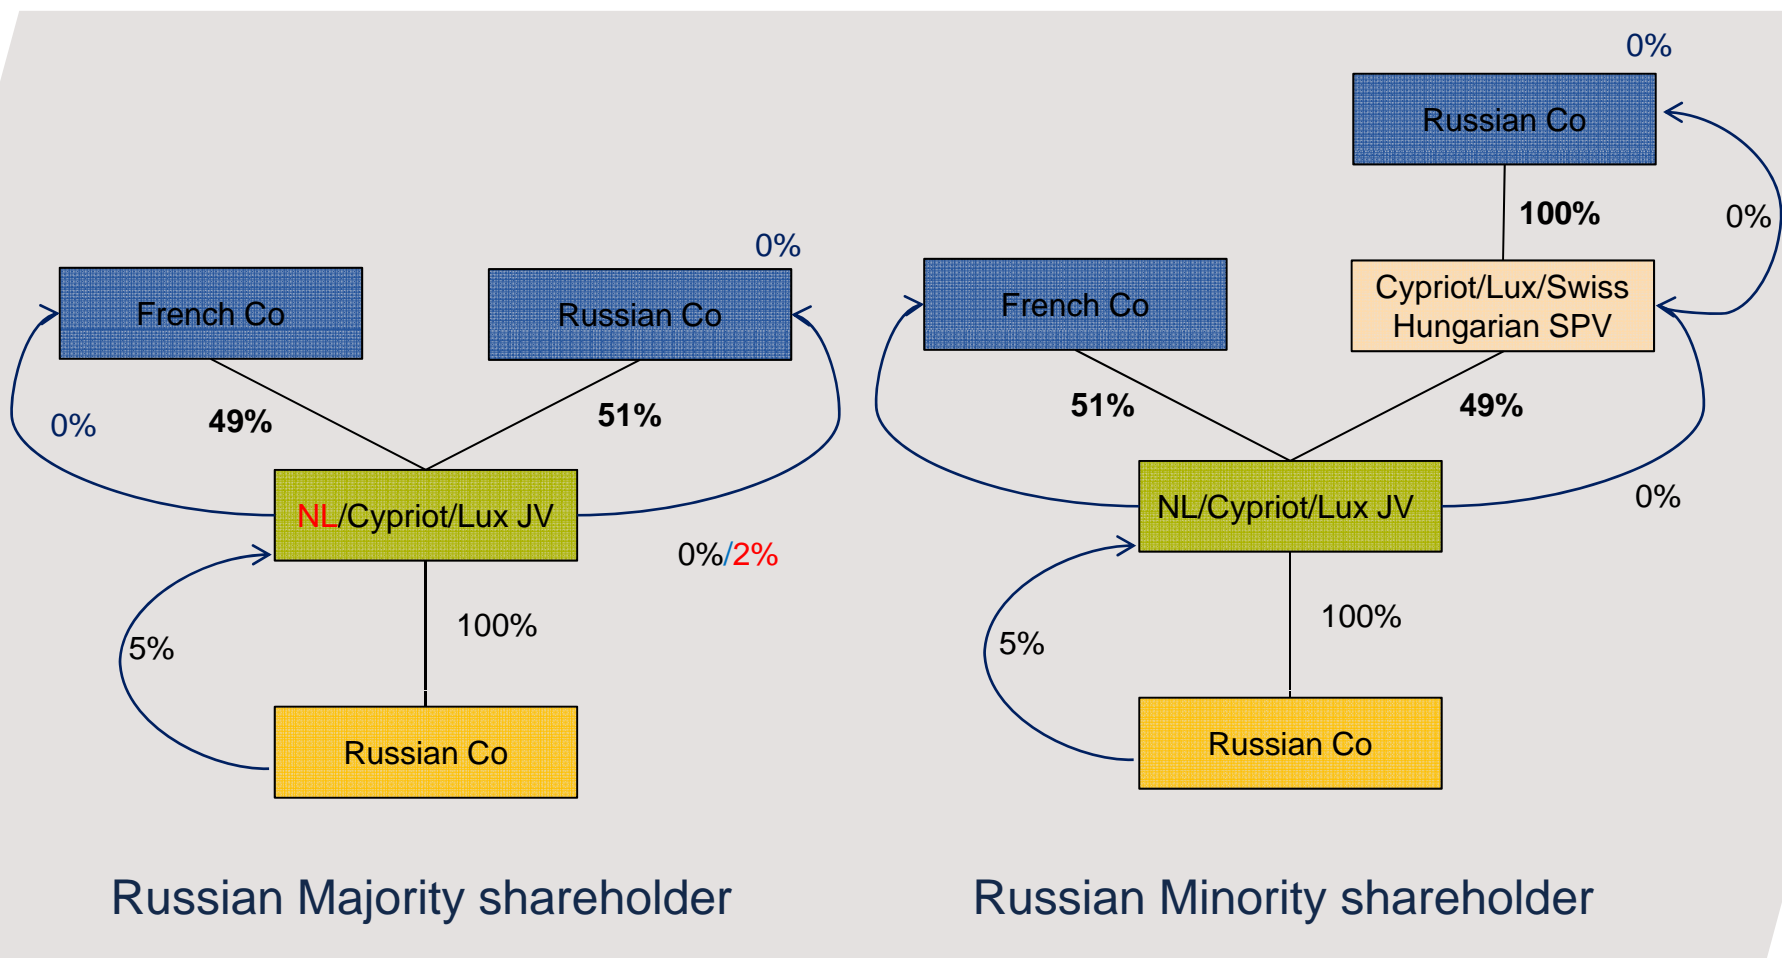 0%
Russian Co
100%
0%
0%
French Co
Russian Co
French Co
Cypriot/Lux/Swiss
Hungarian SPV
0%
49%
51%
51%
49%
NL/Cypriot/Lux JV
NL/Cypriot/Lux JV
0%
0%/2%
5%
100%
5%
100%
Russian Co
Russian Co
Russian Majority shareholder
Russian Minority shareholder